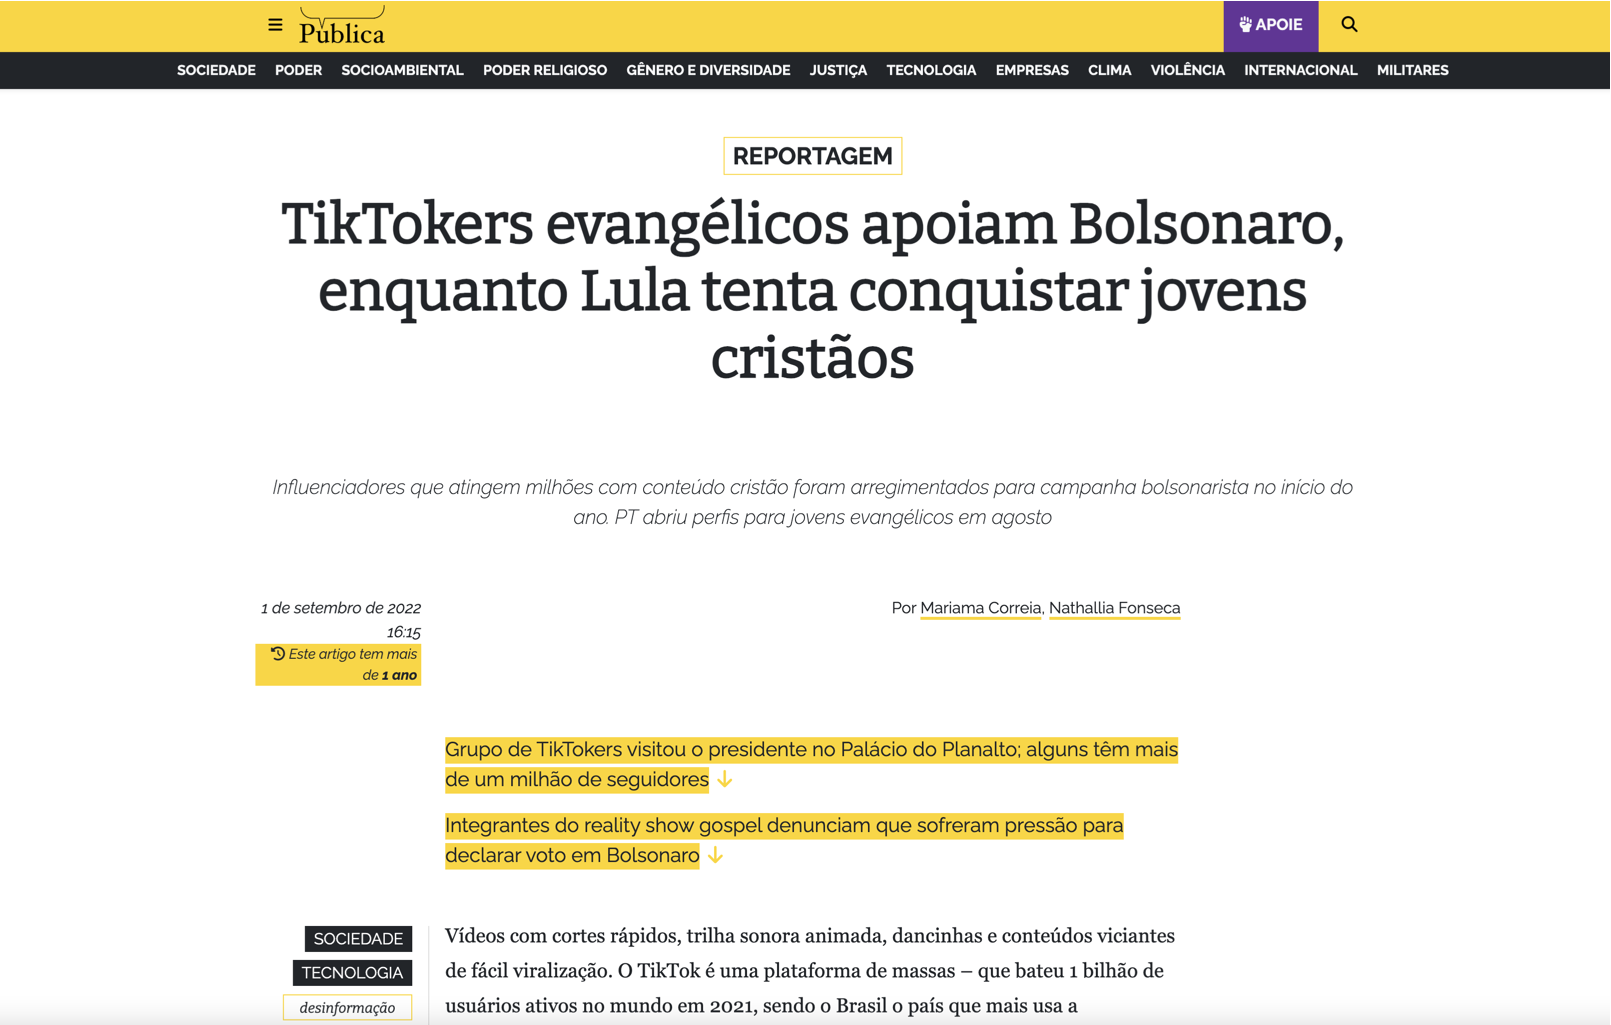 Pública
APOIE
SOCIEDADE PODER SOCIOAMBIENTAL PODER RELIGIOSO GÊNERO E DIVERSIDADE JUSTIÇA TECNOLOGIA EMPRESAS CLIMA VIOLÊNCIA INTERNACIONAL MILITARES
REPORTAGEM
TikTokers evangélicos apoiam Bolsonaro,
enquanto Lula tenta conquistar jovens
cristãos
Influenciadores que atingem milhões com conteúdo cristão foram arregimentados para campanha bolsonarista no início do
ano. PT abriu perfis para jovens evangélicos em agosto
1 de setembro de 2022
16:15
Este artigo tem mais
de 1 ano
Por Mariama Correia, Nathallia Fonseca
Grupo de TikTokers visitou o presidente no Palácio do Planalto; alguns têm mais
de um milhão de seguidores ↓
Integrantes do reality show gospel denunciam que sofreram pressão para
declarar voto em Bolsonaro ↓
SOCIEDADE
TECNOLOGIA
desinformação
Vídeos com cortes rápidos, trilha sonora animada, dancinhas e conteúdos viciantes
de fácil viralização. O TikTok é uma plataforma de massas – que bateu 1 bilhão de
usuários ativos no mundo em 2021, sendo o Brasil o país que mais usa a